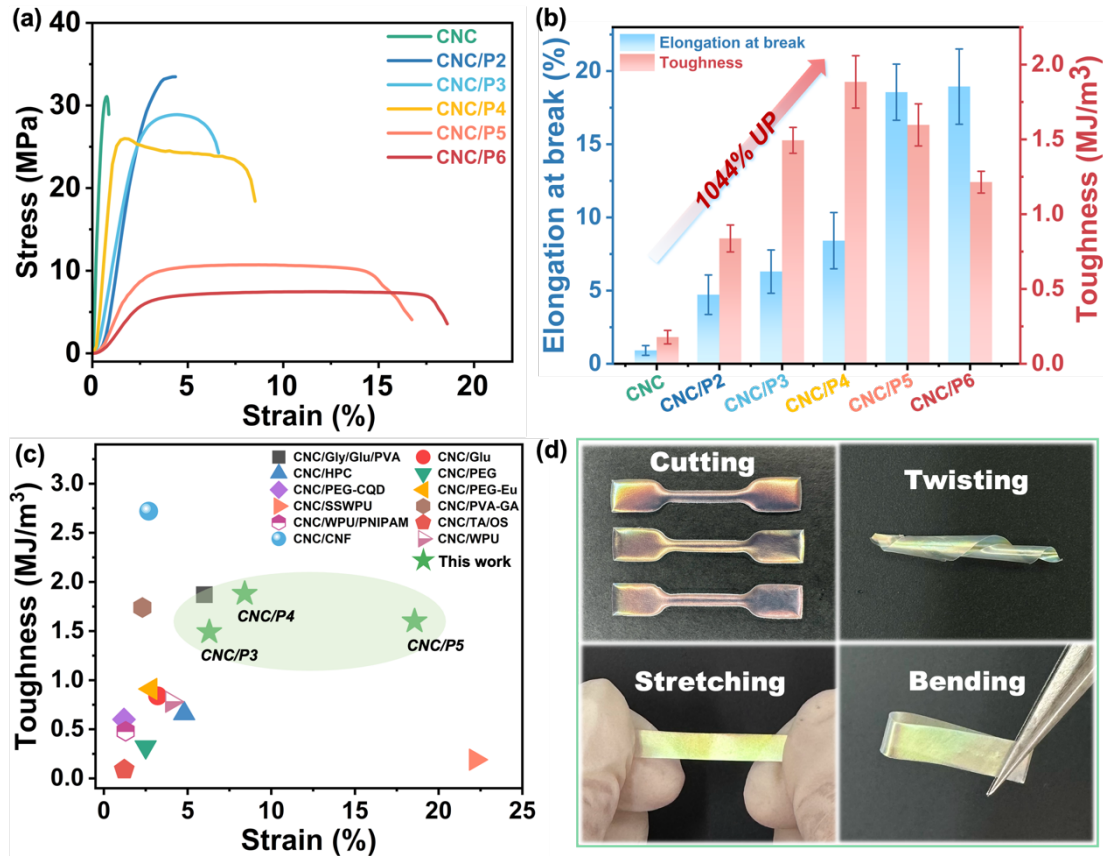 (a)
40
30
20
10
0
Stress (MPa)
0
5
10
15
20
Strain (%)
CNC
CNC/P2
CNC/P3
CNC/P4
CNC/P5
CNC/P6
(b)
Elongation at break (%)
20
15
10
5
0
Elongation at break
Toughness
1044% UP
2.0
1.5
1.0
0.5
0.0
Toughness (MJ/m³)
CNC
CNC/P2
CNC/P3
CNC/P4
CNC/P5
CNC/P6
(c)
Toughness (MJ/m³)
3.0
2.5
2.0
1.5
1.0
0.5
0.0
CNC/Gly/Glu/PVA
CNC/Glu
CNC/HPC
CNC/PEG
CNC/PEG-CQD
CNC/PEG-Eu
CNC/SSWPU
CNC/PVA-GA
CNC/WPU/PNIPAM
CNC/TA/OS
CNC/CNF
CNC/WPU
This work
CNC/P4
CNC/P3
CNC/P5
0
5
10
15
20
25
Strain (%)
(d)
Cutting
Twisting
Stretching
Bending